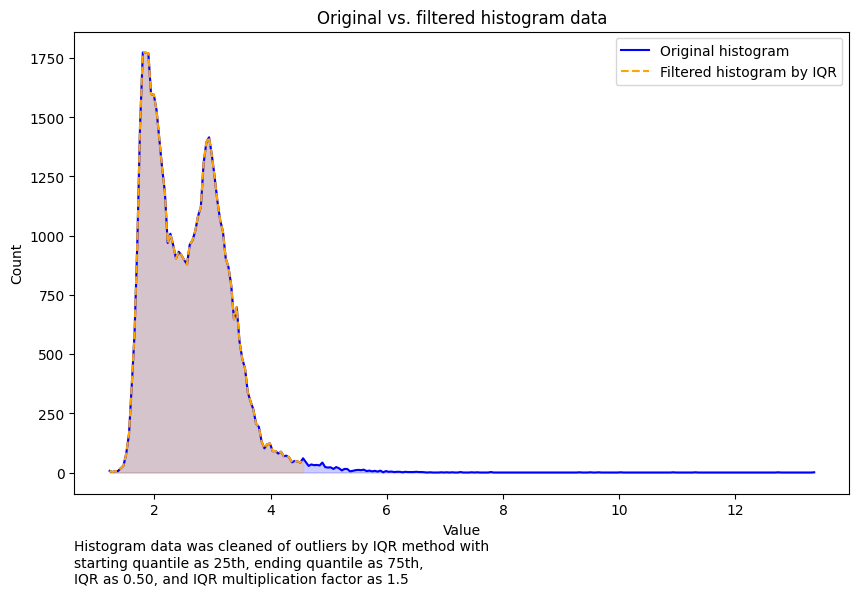 Original vs. filtered histogram data
Original histogram
Filtered histogram by IQR
Count
1750
1500
1250
1000
750
500
250
0
2 4 6 8 10 12
Value
Histogram data was cleaned of outliers by IQR method with
starting quantile as 25th, ending quantile as 75th,
IQR as 0.50, and IQR multiplication factor as 1.5